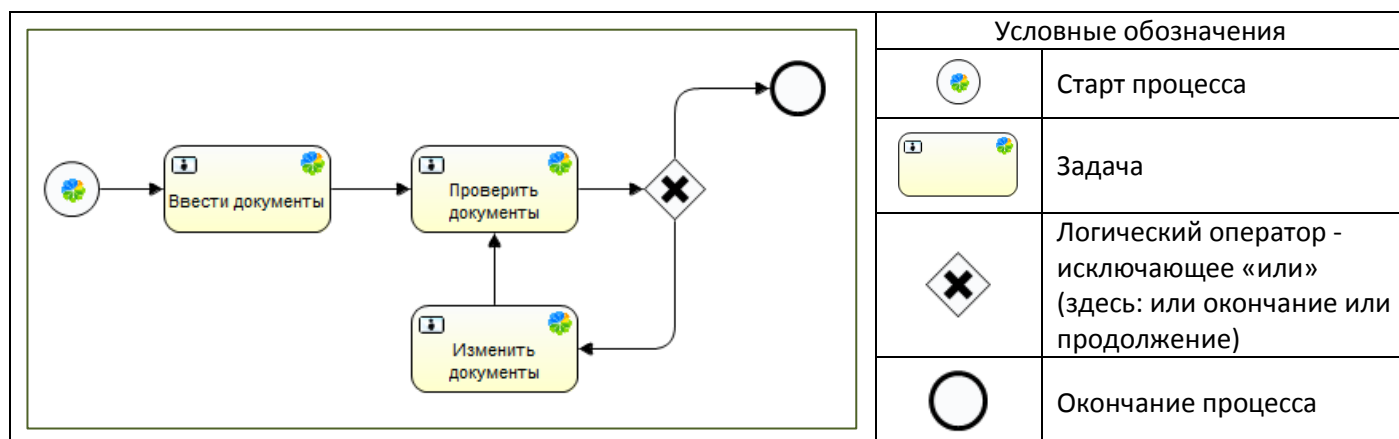 Ввести документы
Проверить
документы
Изменить
документы
Условные обозначения
Старт процесса
Задача
Логический оператор -
исключающее «или»
(здесь: или окончание или
продолжение)
Окончание процесса